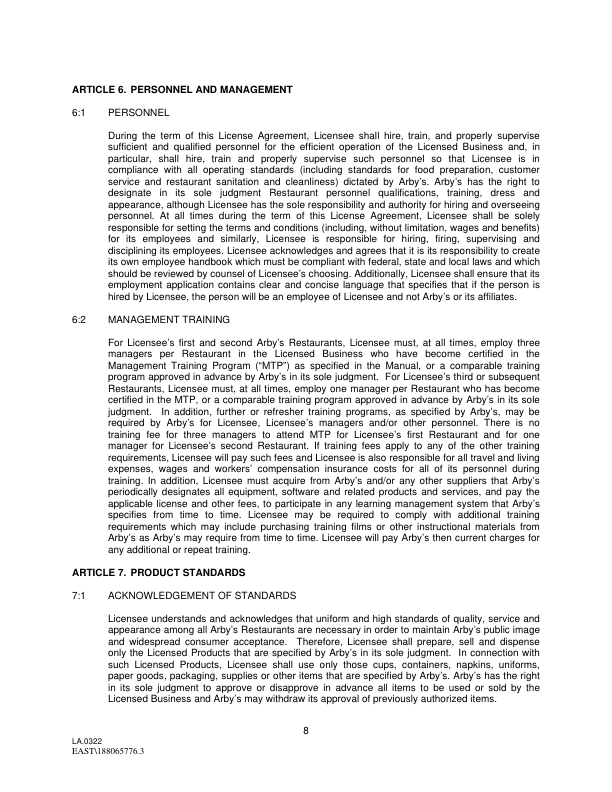 ARTICLE 6. PERSONNEL AND MANAGEMENT
6:1 PERSONNEL
During the term of this License Agreement, Licensee shall hire, train, and properly supervise
sufficient and qualified personnel for the efficient operation of the Licensed Business and, in
particular, shall hire, train and properly supervise such personnel so that Licensee is in
compliance with all operating standards (including standards for food preparation, customer
service and restaurant sanitation and cleanliness) dictated by Arby's. Arby's has the right to
designate in its sole judgment Restaurant personnel qualifications, training, dress and
appearance, although Licensee has the sole responsibility and authority for hiring and overseeing
personnel. At all times during the term of this License Agreement, Licensee shall be solely
responsible for setting the terms and conditions (including, without limitation, wages and benefits)
for its employees and similarly, Licensee is responsible for hiring, firing, supervising and
disciplining its employees. Licensee acknowledges and agrees that it is its responsibility to create
its own employee handbook which must be compliant with federal, state and local laws and which
should be reviewed by counsel of Licensee's choosing. Additionally, Licensee shall ensure that its
employment application contains clear and concise language that specifies that if the person is
hired by Licensee, the person will be an employee of Licensee and not Arby's or its affiliates.
6:2 MANAGEMENT TRAINING
For Licensee's first and second Arby's Restaurants, Licensee must, at all times, employ three
managers per Restaurant in the Licensed Business who have become certified in the
Management Training Program ("MTP") as specified in the Manual, or a comparable training
program approved in advance by Arby's in its sole judgment. For Licensee's third or subsequent
Restaurants, Licensee must, at all times, employ one manager per Restaurant who has become
certified in the MTP, or a comparable training program approved in advance by Arby's in its sole
judgment. In addition, further or refresher training programs, as specified by Arby's, may be
required by Arby's for Licensee, Licensee's managers and/or other personnel. There is no
training fee for three managers to attend MTP for Licensee's first Restaurant and for one
manager for Licensee's second Restaurant. If training fees apply to any of the other training
requirements, Licensee will pay such fees and Licensee is also responsible for all travel and living
expenses, wages and workers' compensation insurance costs for all of its personnel during
training. In addition, Licensee must acquire from Arby's and/or any other suppliers that Arby's
periodically designates all equipment, software and related products and services, and pay the
applicable license and other fees, to participate in any learning management system that Arby's
specifies from time to time. Licensee may be required to comply with additional training
requirements which may include purchasing training films or other instructional materials from
Arby's as Arby's may require from time to time. Licensee will pay Arby's then current charges for
any additional or repeat training.
ARTICLE 7. PRODUCT STANDARDS
7:1 ACKNOWLEDGEMENT OF STANDARDS
Licensee understands and acknowledges that uniform and high standards of quality, service and
appearance among all Arby's Restaurants are necessary in order to maintain Arby's public image
and widespread consumer acceptance. Therefore, Licensee shall prepare, sell and dispense
only the Licensed Products that are specified by Arby's in its sole judgment. In connection with
such Licensed Products, Licensee shall use only those cups, containers, napkins, uniforms,
paper goods, packaging, supplies or other items that are specified by Arby's. Arby's has the right
in its sole judgment to approve or disapprove in advance all items to be used or sold by the
Licensed Business and Arby's may withdraw its approval of previously authorized items.
8
LA.0322
EAST\188065776.3